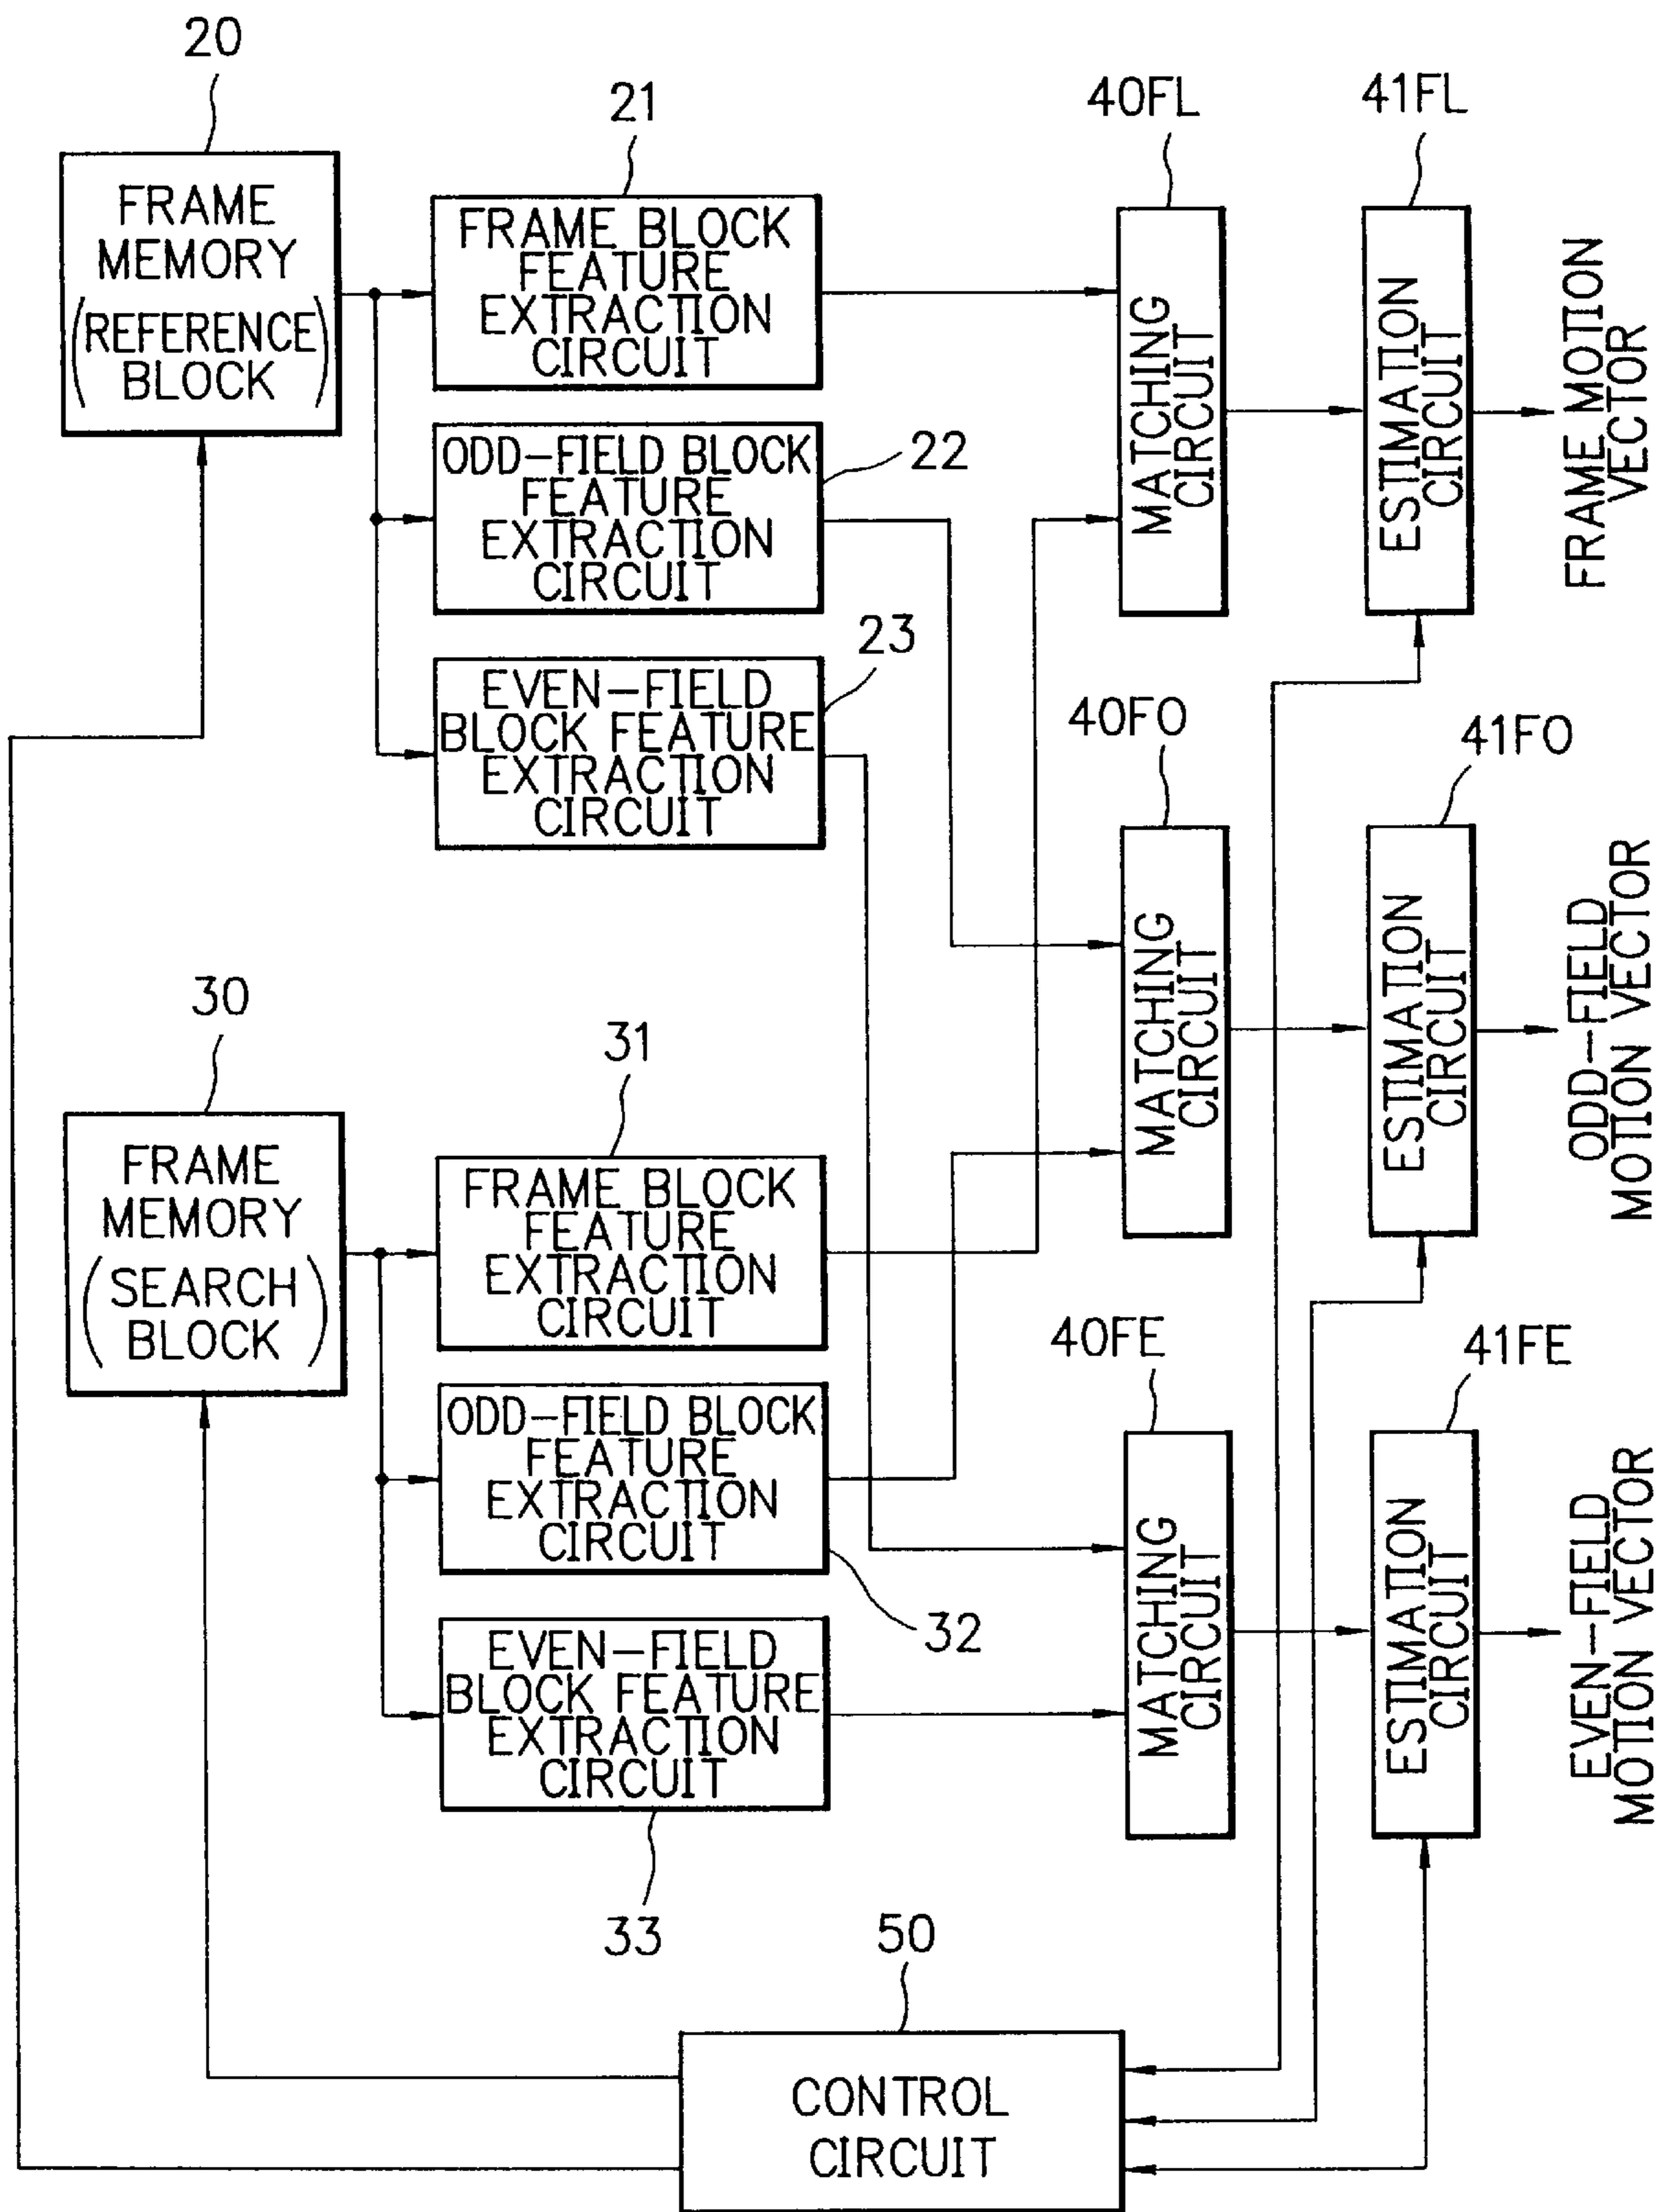 20
FRAME
MEMORY
(REFERENCE
BLOCK)
21
FRAME BLOCK
FEATURE
EXTRACTION
CIRCUIT
ODD-FIELD BLOCK
FEATURE
EXTRACTION
CIRCUIT
22
EVEN-FIELD
BLOCK FEATURE
EXTRACTION
CIRCUIT
23
40FL
MATCHING
CIRCUIT
41FL
ESTIMATION
CIRCUIT
FRAME MOTION
VECTOR
40FO
MATCHING
CIRCUIT
41FO
ESTIMATION
CIRCUIT
ODD-FIELD
MOTION VECTOR
30
FRAME
MEMORY
(SEARCH
BLOCK)
31
FRAME BLOCK
FEATURE
EXTRACTION
CIRCUIT
ODD-FIELD BLOCK
FEATURE
EXTRACTION
CIRCUIT
32
EVEN-FIELD
BLOCK FEATURE
EXTRACTION
CIRCUIT
33
40FE
MATCHING
CIRCUIT
41FE
ESTIMATION
CIRCUIT
EVEN-FIELD
MOTION VECTOR
50
CONTROL
CIRCUIT